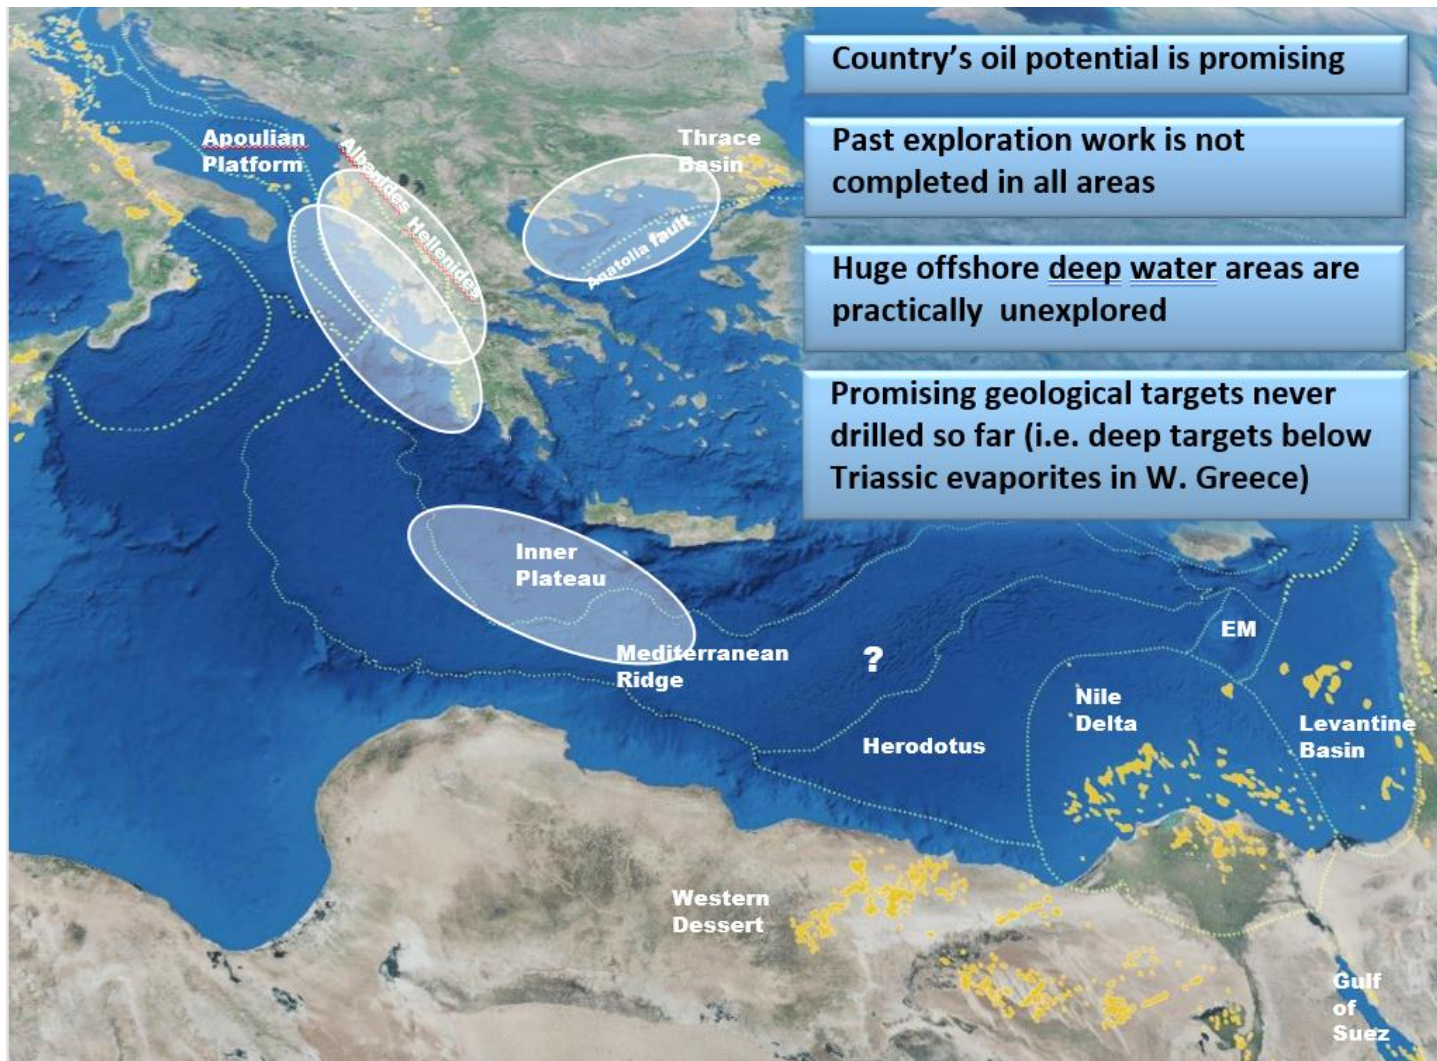 Country's oil potential is promising
Past exploration work is not
completed in all areas
Huge offshore deep water areas are
practically unexplored
Promising geological targets never
drilled so far (i.e. deep targets below
Triassic evaporites in W. Greece)
Apoulian
Platform
Albanides Hellenides
Thrace
Basin
Anatolia fault
Inner
Plateau
Mediterranean
Ridge
?
EM
Nile
Delta
Levantine
Basin
Herodotus
Western
Dessert
Gulf
of
Suez